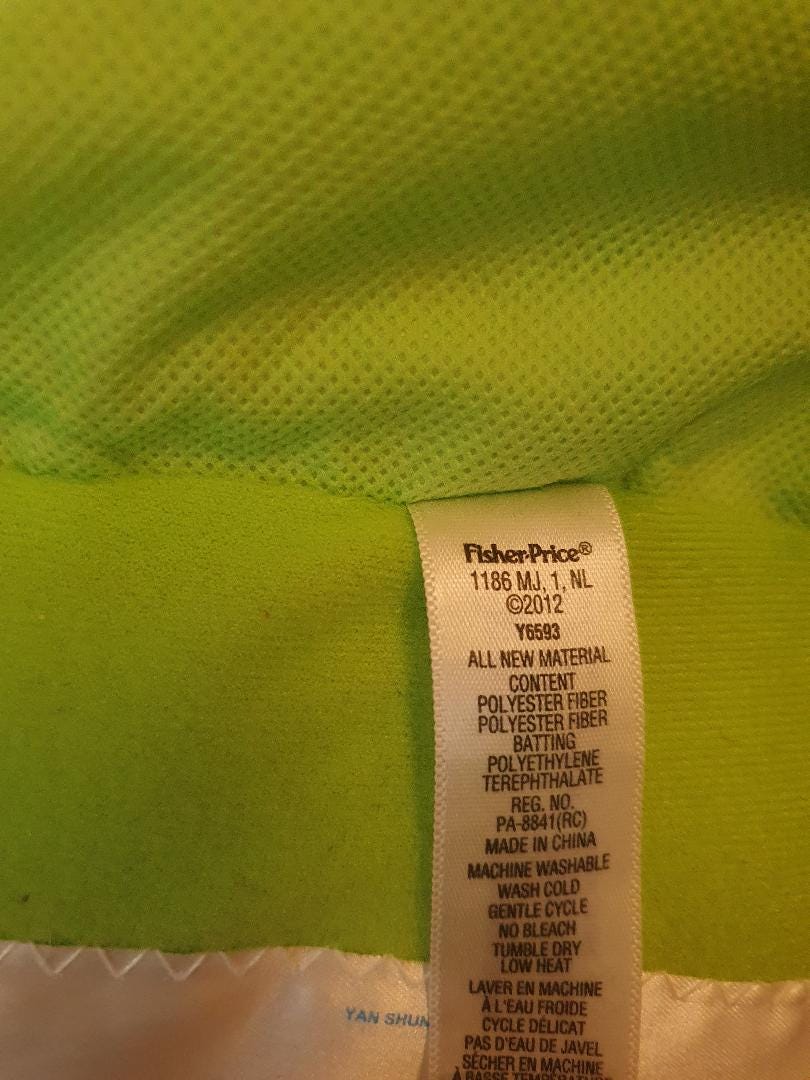 Fisher-Price®
1186 MJ, 1, NL
©2012
Y6593
ALL NEW MATERIAL
CONTENT
POLYESTER FIBER
POLYESTER FIBER
BATTING
POLYETHYLENE
TEREPHTHALATE
REG. NO.
PA-8841(RC)
MADE IN CHINA
MACHINE WASHABLE
WASH COLD
GENTLE CYCLE
NO BLEACH
TUMBLE DRY
LOW HEAT
LAVER EN MACHINE
À L'EAU FROIDE
CYCLE DÉLICAT
PAS D'EAU DE JAVEL
SÉCHER EN MACHINE
À BASSE TEMPÉRATURE
YAN SHUN